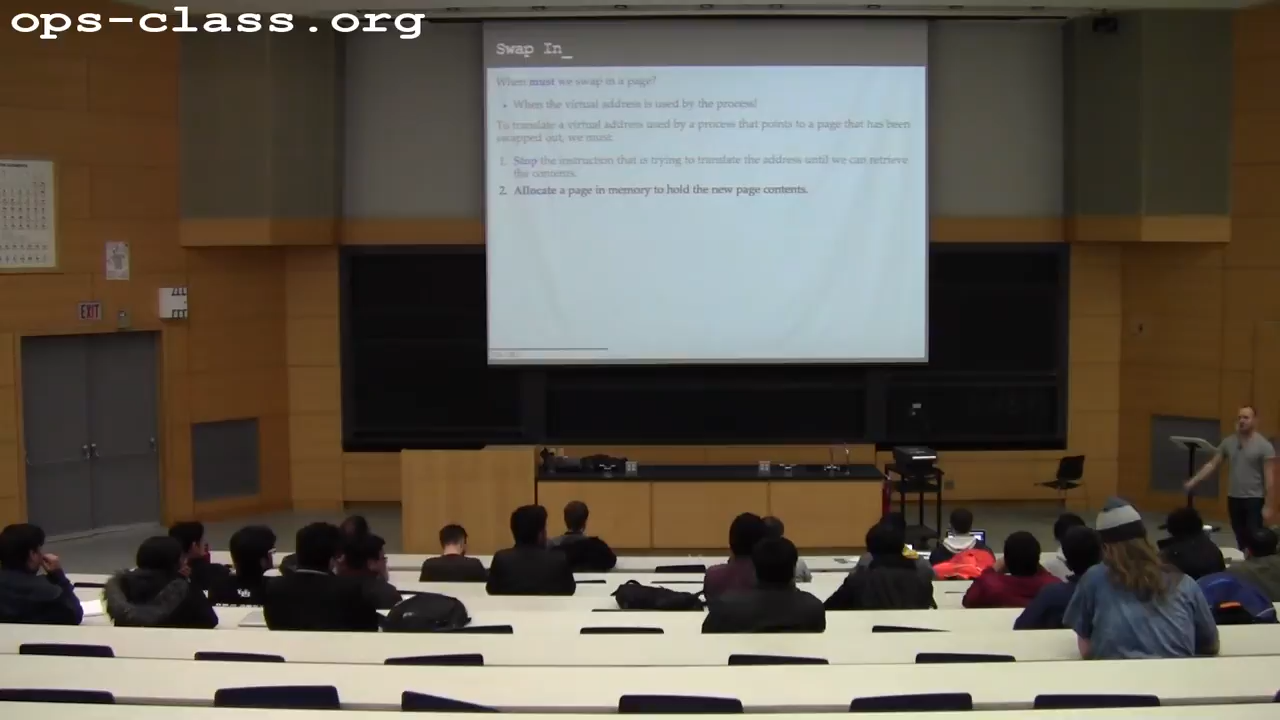 ops-class.org
Swap In_
When must we swap in a page?
• When the virtual address is used by the process!
To translate a virtual address used by a process that points to a page that has been
swapped out, we must:
1. Stop the instruction that is trying to translate the address until we can retrieve
the contents.
2. Allocate a page in memory to hold the new page contents.
EXIT